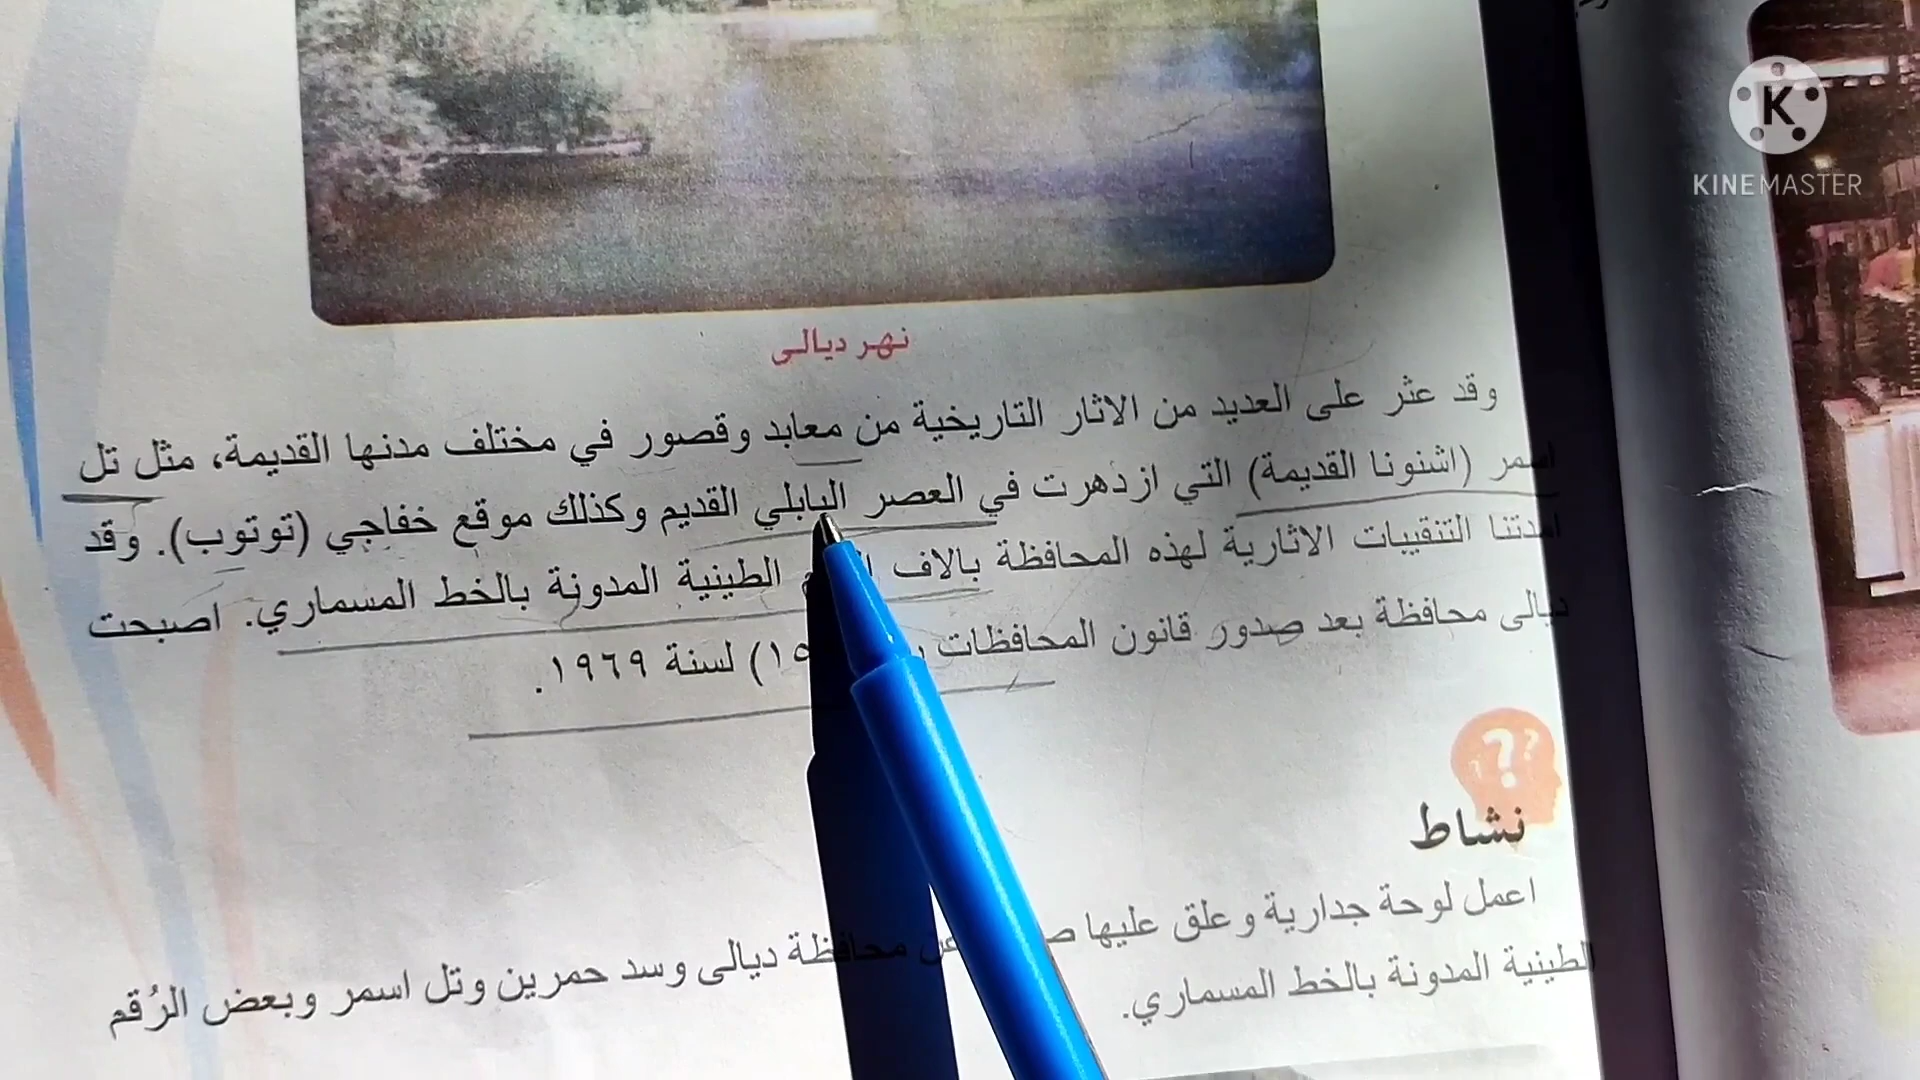 KINEMASTER
نهر ديالى
وقد عثر على العديد من الاثار التاريخية من معابد وقصور في مختلف مدنها القديمة، مثل تل
اسمر (اشنونا القديمة) التي ازدهرت في العصر البابلي القديم وكذلك موقع خفاجي (توتوب). وقد
امدتنا التنقيبات الاثارية لهذه المحافظة بالاف الطينية المدونة بالخط المسماري. اصبحت
ديالى محافظة بعد صدور قانون المحافظات لسنة ١٩٦٩.
نشاط
اعمل لوحة جدارية وعلق عليها عن محافظة ديالى وسد حمرين وتل اسمر وبعض الرُقم
الطينية المدونة بالخط المسماري.